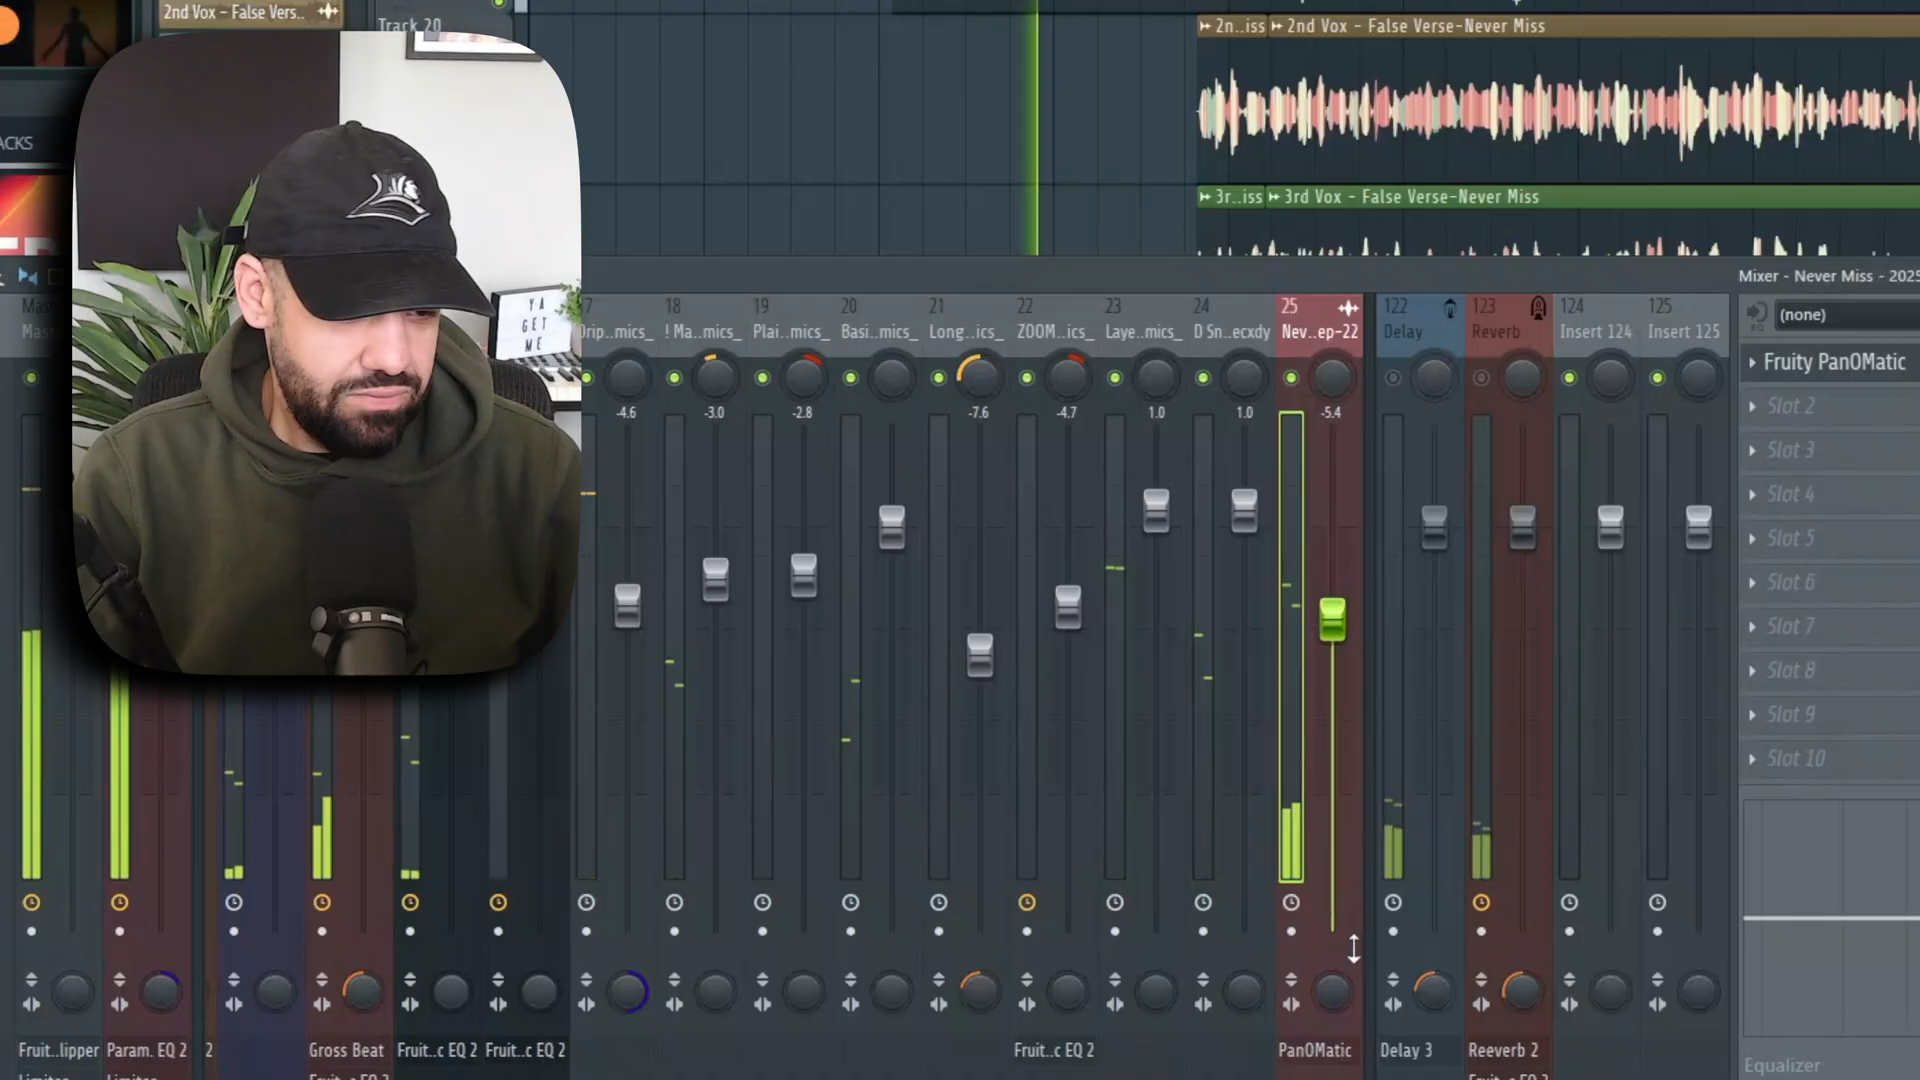 2nd Vox - False Vers..
Track 20
2n..iss
2nd Vox - False Verse-Never Miss
3r..iss
3rd Vox - False Verse-Never Miss
ACKS
YA
GET
ME
Mixer - Never Miss - 2025
(none)
18 19 20 21 22 23 24 25 122 123 124 125
! Ma..mics_ Plai..mics_ Basi..mics_ Long..ics_ ZOOM..ics_ Laye..mics_ D Sn..ecxdy Nev..ep-22 Delay Reverb Insert 124 Insert 125
-4.6 -3.0 -2.8 -7.6 -4.7 1.0 1.0 -5.4
Fruity PanOMatic
Slot 2
Slot 3
Slot 4
Slot 5
Slot 6
Slot 7
Slot 8
Slot 9
Slot 10
Fruit..lipper Param. EQ 2 2 Gross Beat Fruit..c EQ 2 Fruit..c EQ 2 Fruit..c EQ 2 PanOMatic Delay 3 Reeverb 2
Equalizer